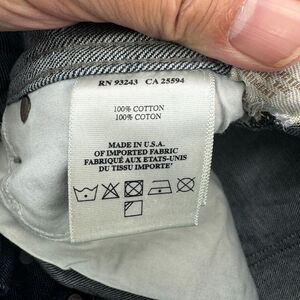 RN 93243 CA 25594
100% COTTON
100% COTON
MADE IN U.S.A.
OF IMPORTED FABRIC
FABRIQUÉ AUX ETATS-UNIS
DU TISSU IMPORTÉ